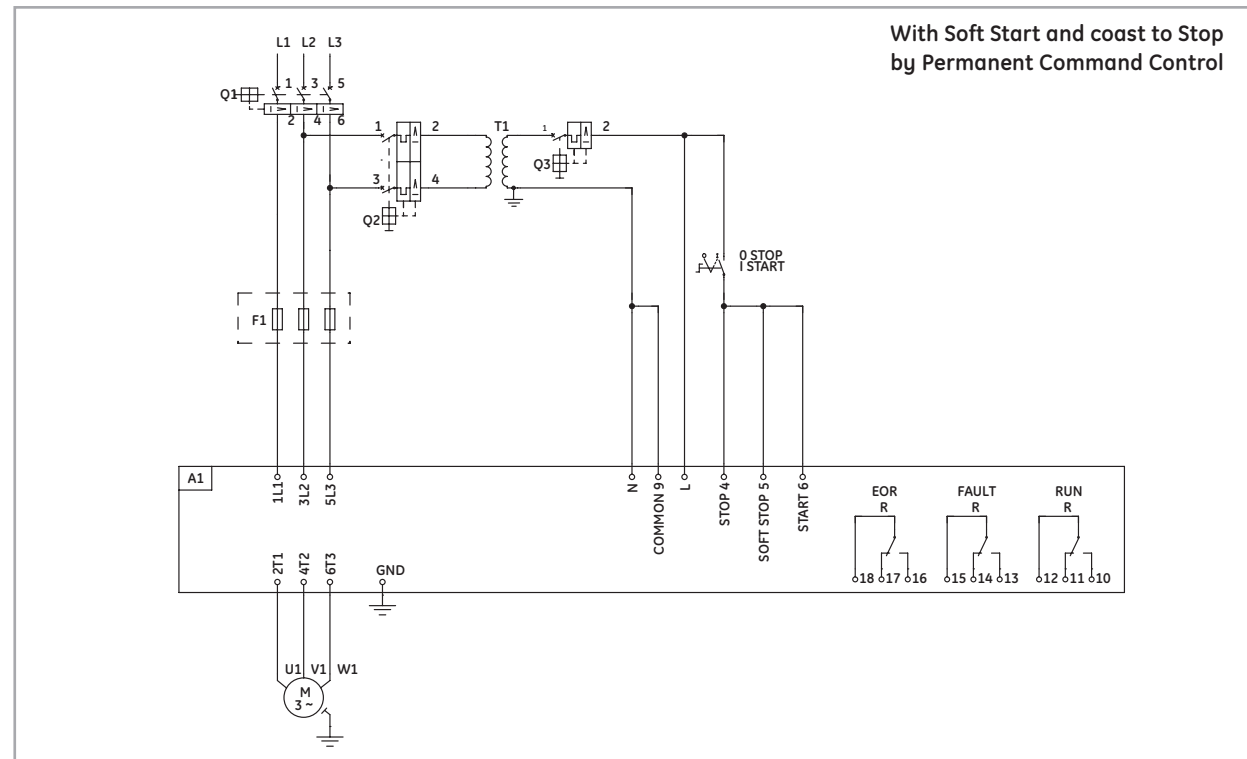 With Soft Start and coast to Stop
by Permanent Command Control
L1 L2 L3
Q1
1 3 5
2 4 6
1 2
3 4
Q2
T1
1 2
Q3
0 STOP
I START
F1
A1
1L1
3L2
5L3
N
COMMON 9
L
STOP 4
SOFT STOP 5
START 6
EOR
R
FAULT
R
RUN
R
18 17 16
15 14 13
12 11 10
2T1
4T2
6T3
GND
U1 V1 W1
M
3 ~